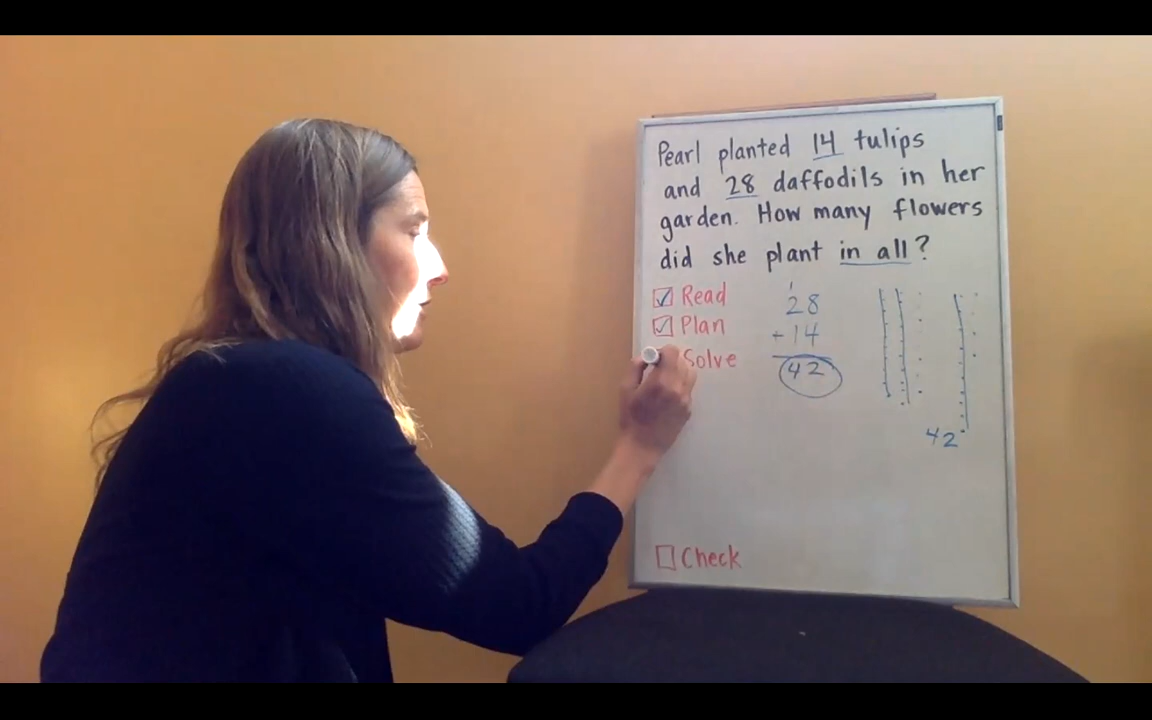 Pearl planted 14 tulips
and 28 daffodils in her
garden. How many flowers
did she plant in all?
Read
Plan
Solve
1
28
+ 14
42
42
Check